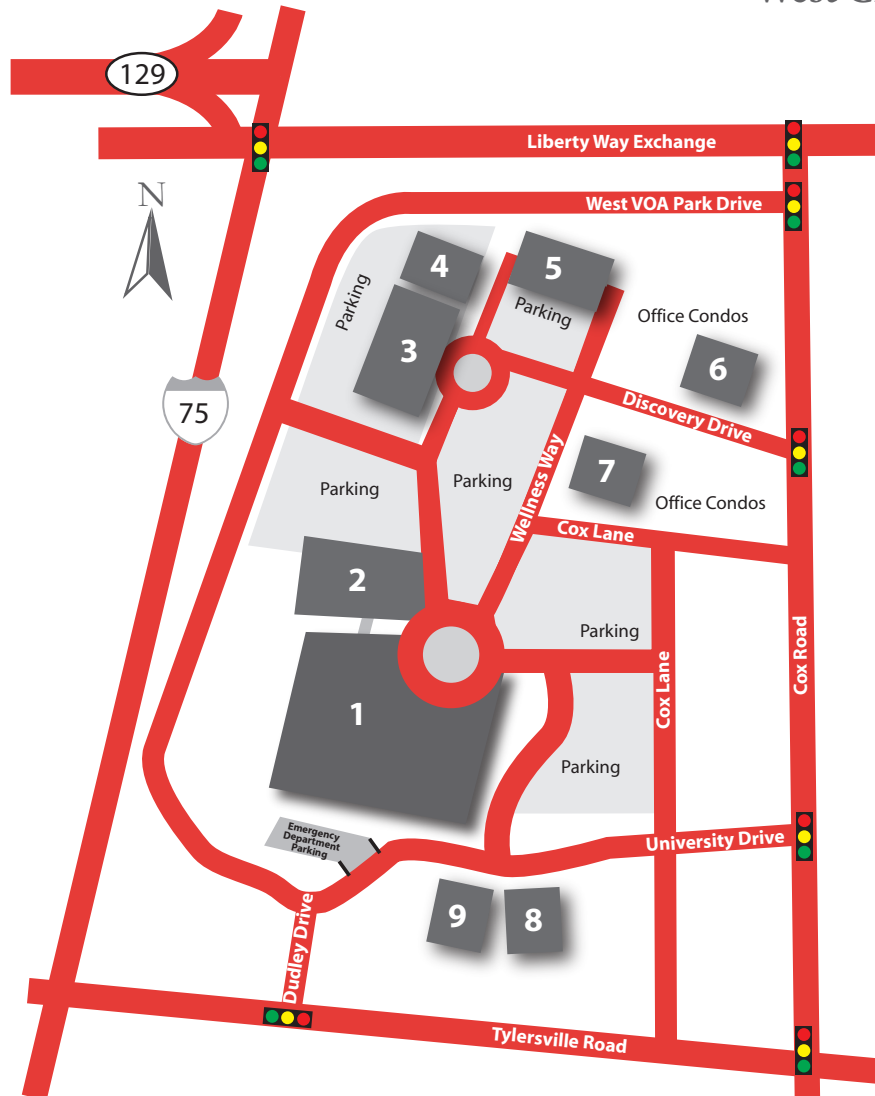 129
Liberty Way Exchange
West VOA Park Drive
N
4
5
Parking
Parking
Office Condos
3
6
75
Discovery Drive
7
Parking
Parking
Wellness Way
Office Condos
Cox Lane
2
Parking
Cox Road
Cox Lane
1
Parking
Emergency
Department
Parking
University Drive
9
8
Dudley Drive
Tylersville Road